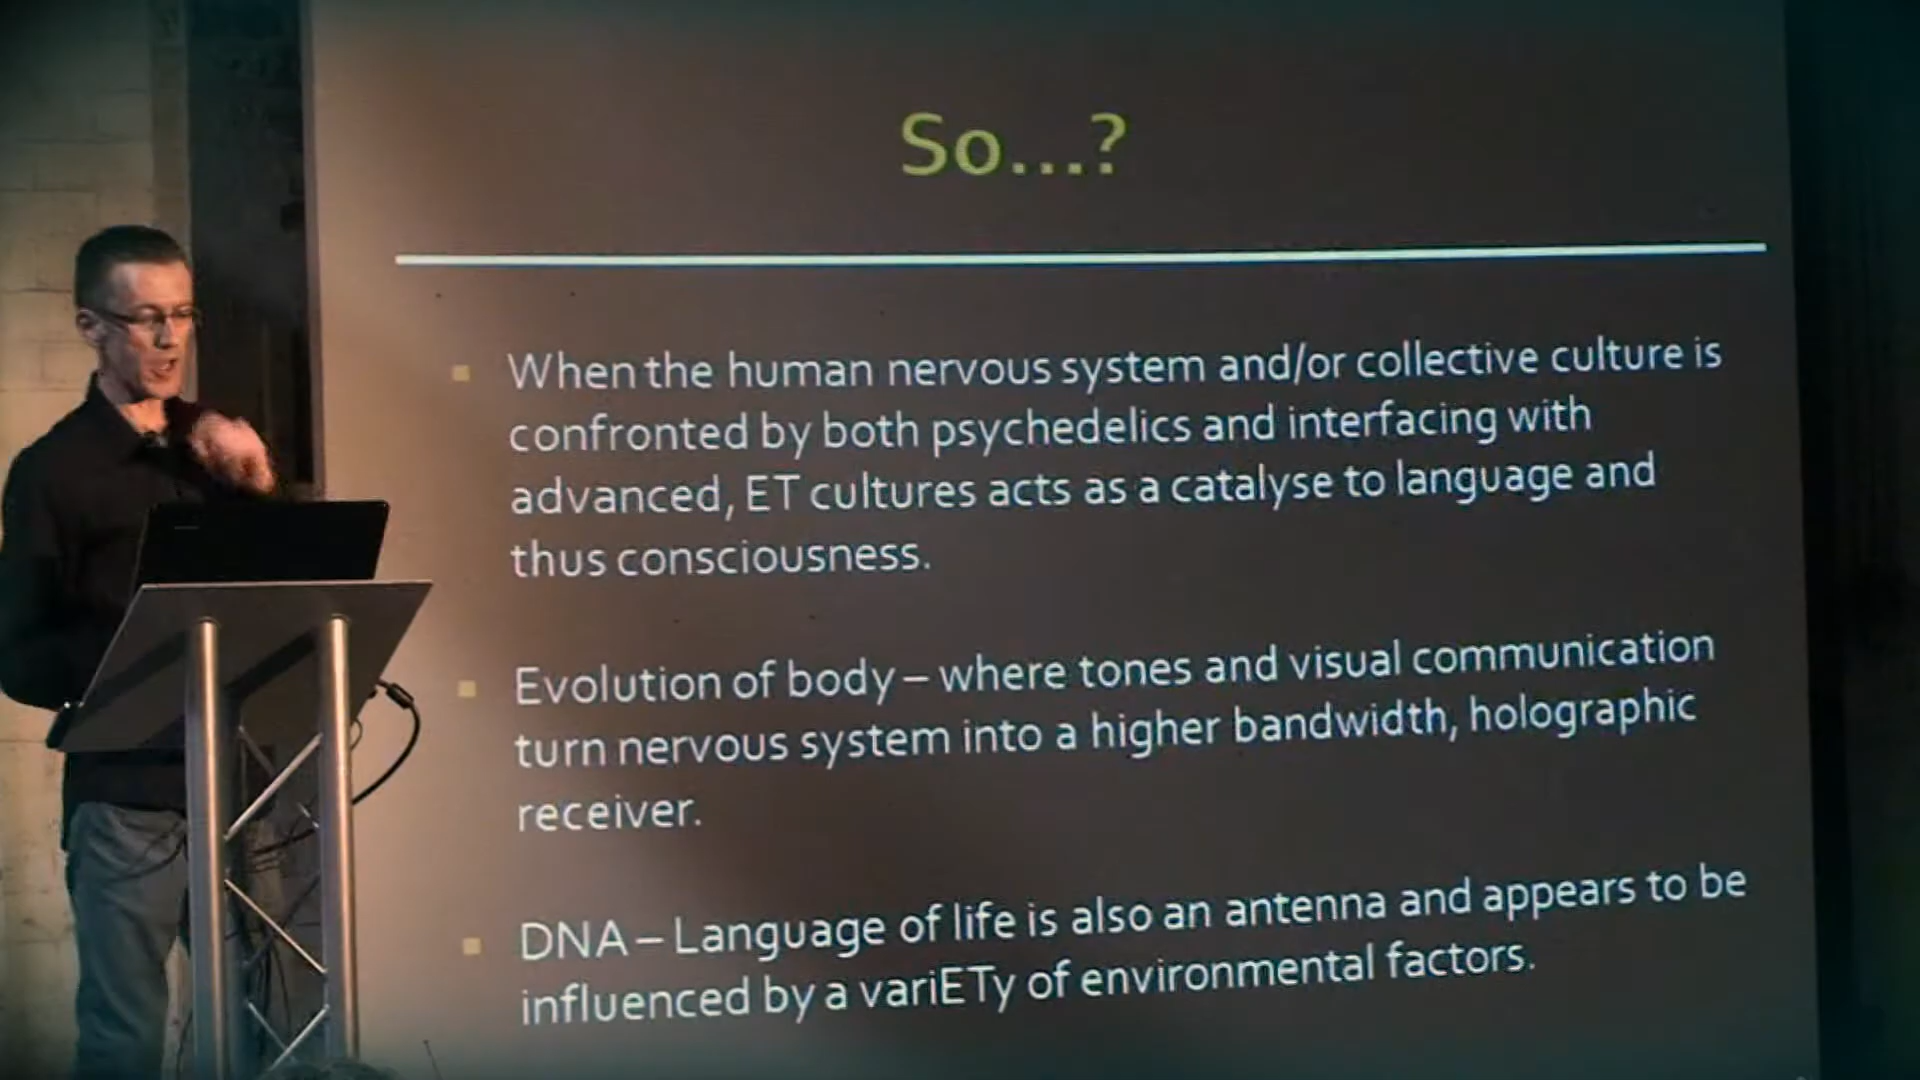 So...?
When the human nervous system and/or collective culture is
confronted by both psychedelics and interfacing with
advanced, ET cultures acts as a catalyse to language and
thus consciousness.
Evolution of body – where tones and visual communication
turn nervous system into a higher bandwidth, holographic
receiver.
DNA – Language of life is also an antenna and appears to be
influenced by a variETy of environmental factors.